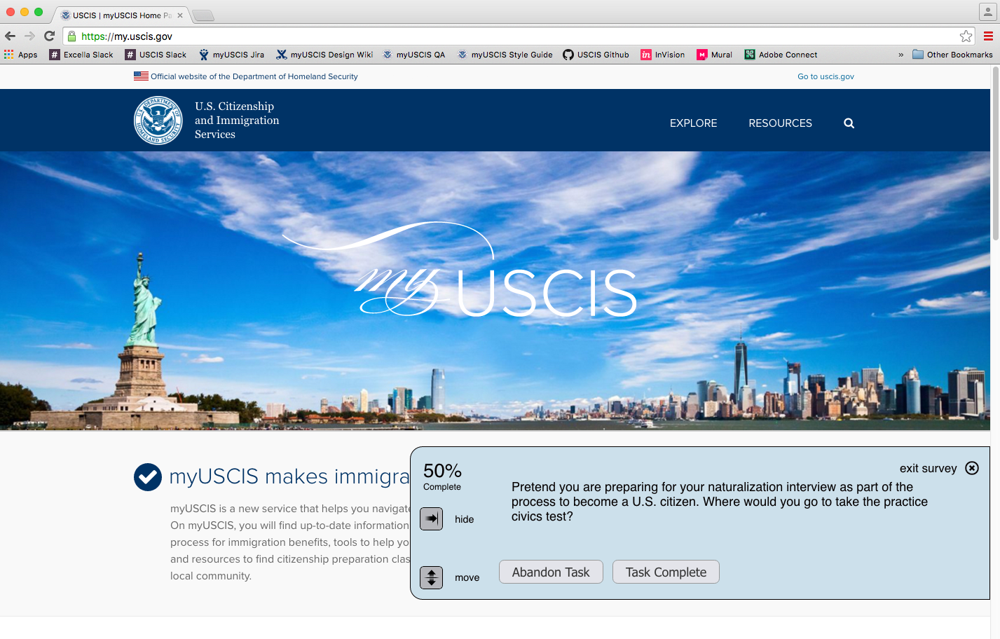 USCIS | myUSCIS Home Pa
https://my.uscis.gov
Apps
Excella Slack
USCIS Slack
myUSCIS Jira
myUSCIS Design Wiki
myUSCIS QA
myUSCIS Style Guide
USCIS Github
InVision
Mural
Adobe Connect
»
Other Bookmarks
Official website of the Department of Homeland Security
Go to uscis.gov
U.S. DEPARTMENT OF HOMELAND SECURITY
U.S. Citizenship
and Immigration
Services
EXPLORE
RESOURCES
my USCIS
myUSCIS makes immigra
myUSCIS is a new service that helps you navigate
On myUSCIS, you will find up-to-date information
process for immigration benefits, tools to help yo
and resources to find citizenship preparation clas
local community.
50%
Complete
exit survey
Pretend you are preparing for your naturalization interview as part of the
process to become a U.S. citizen. Where would you go to take the practice
civics test?
hide
move
Abandon Task
Task Complete